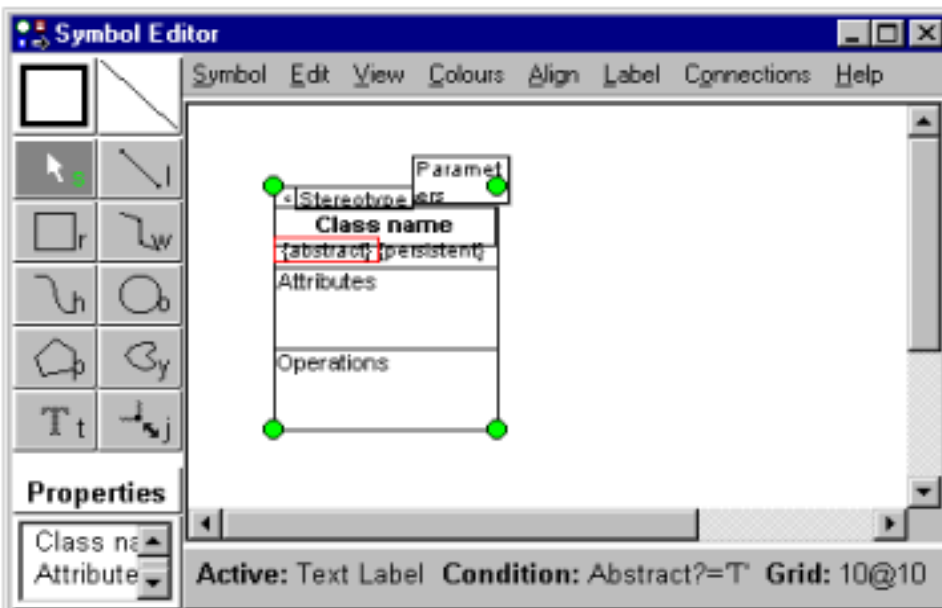 Symbol Editor
Symbol Edit View Colours Align Label Connections Help
s l
r w
h o
p y
T t j
Paramet
ers
« Stereotype
Class name
{abstract} {persistent}
Attributes
Operations
Properties
Class na
Attribute
Active: Text Label Condition: Abstract?='T' Grid: 10@10